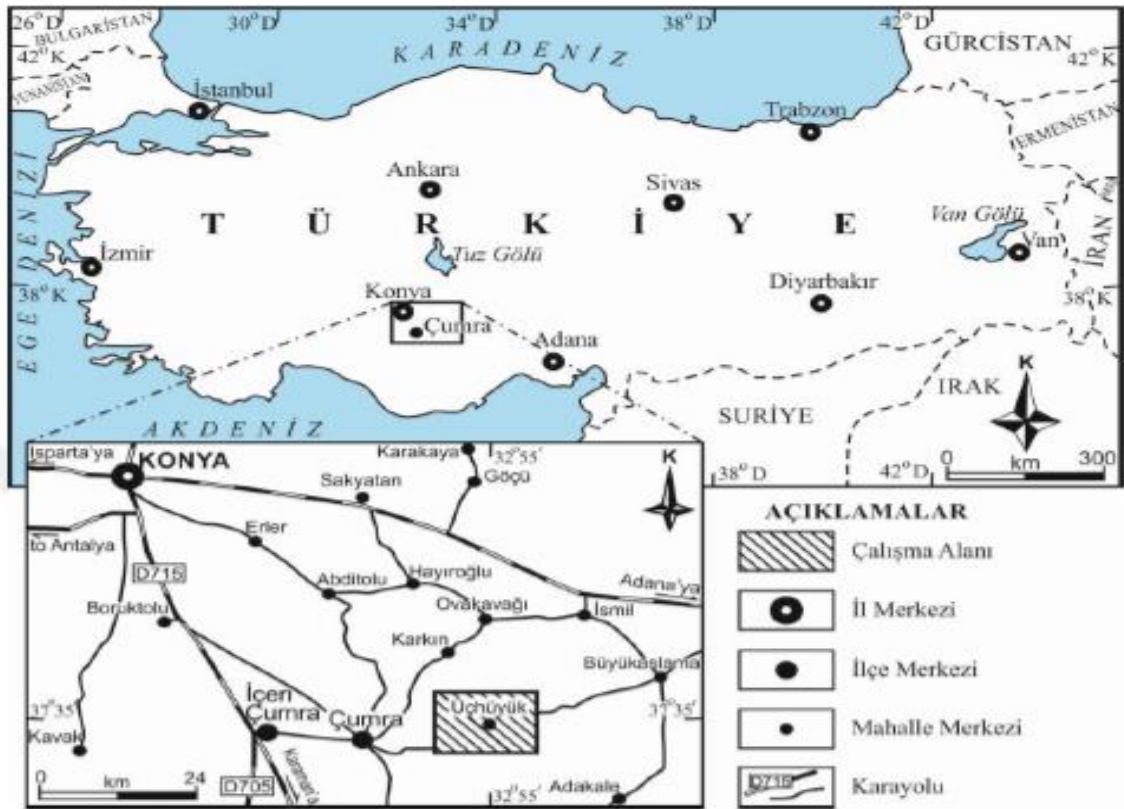 26° D
30° D
34° D
38° D
42° D
BULGARİSTAN
42° K
KARADENİZ
GÜRCİSTAN
42° K
YUNANİSTAN
İstanbul
Trabzon
ERMENİSTAN
Ankara
Sivas
TÜRKİYE
Van Gölü
Van
İRAN
EGE DENİZİ
İzmir
Tuz Gölü
38° K
Konya
Çumra
Diyarbakır
38° K
Adana
K
IRAK
SURİYE
AKDENİZ
38° D
42° D
0 km 300
Isparta'ya
KONYA
Karakaya
32°55'
K
Göçü
Sakyatan
to Antalya
Erler
D715
Abditolu
Hayıroğlu
Adana'ya
Boruktolu
Ovakavağı
İsmil
Karkın
Büyükaşlama
37°35'
İçeri
Çumra
Çumra
Üçhüyük
37°35'
Kavak
0 km 24
D705
Adakale
32°55'
AÇIKLAMALAR
Çalışma Alanı
İl Merkezi
İlçe Merkezi
Mahalle Merkezi
D715
Karayolu